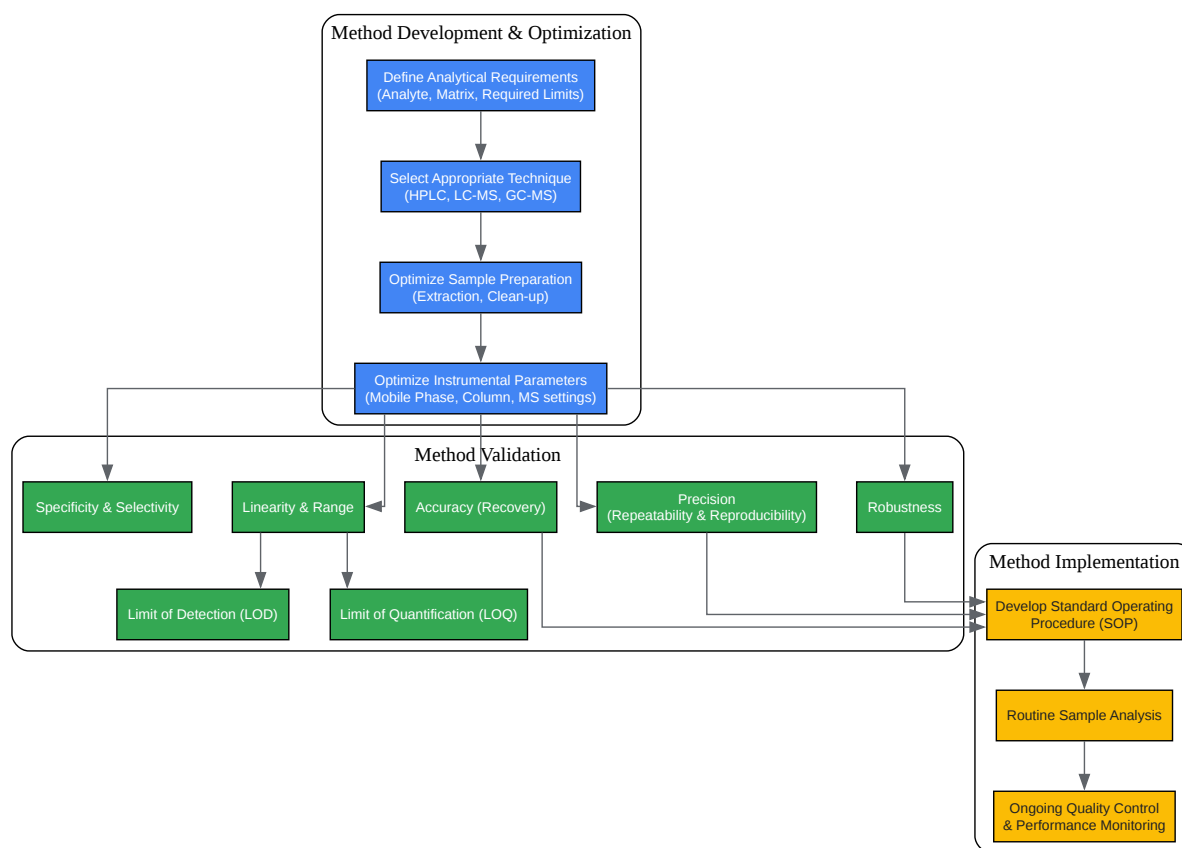 Method Development & Optimization
Define Analytical Requirements
(Analyte, Matrix, Required Limits)
Select Appropriate Technique
(HPLC, LC-MS, GC-MS)
Optimize Sample Preparation
(Extraction, Clean-up)
Optimize Instrumental Parameters
(Mobile Phase, Column, MS settings)
Method Validation
Specificity & Selectivity
Linearity & Range
Accuracy (Recovery)
Precision
(Repeatability & Reproducibility)
Robustness
Limit of Detection (LOD)
Limit of Quantification (LOQ)
Method Implementation
Develop Standard Operating
Procedure (SOP)
Routine Sample Analysis
Ongoing Quality Control
& Performance Monitoring